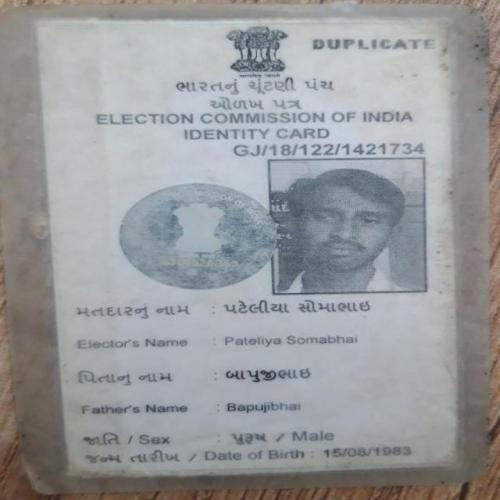 DUPLICATE
ભારતનું ચૂંટણી પંચ
ઓળખ પત્ર
ELECTION COMMISSION OF INDIA
IDENTITY CARD
GJ/18/122/1421734
મતદારનું નામ : પટેલીયા સોમાભાઇ
Elector's Name : Pateliya Somabhai
પિતાનુ નામ : બાપુજીભાઇ
Father's Name : Bapujibhai
જાતિ / Sex : પુરૂષ / Male
જન્મ તારીખ / Date of Birth : 15/08/1983